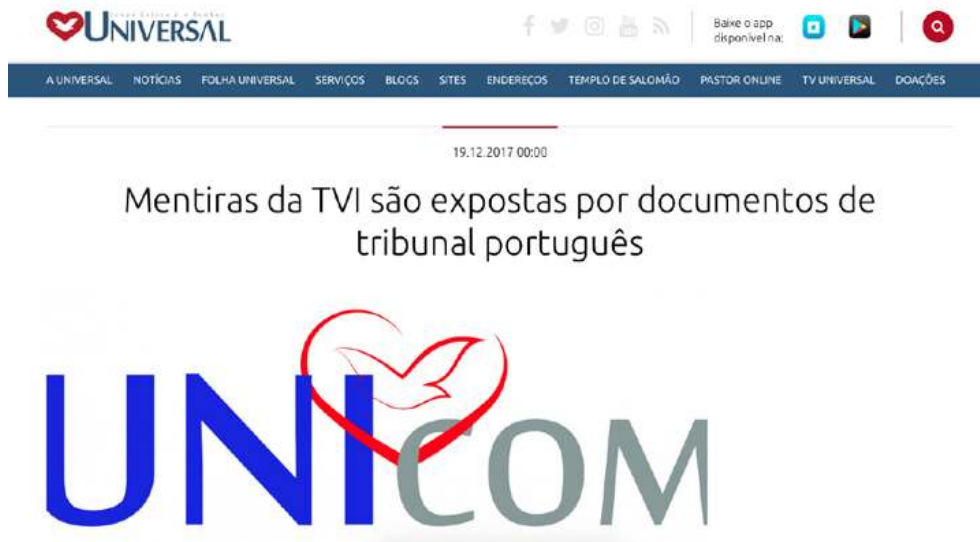 UNIVERSAL
Baixe o app
disponível na:
A UNIVERSAL NOTÍCIAS FOLHA UNIVERSAL SERVIÇOS BLOGS SITES ENDEREÇOS TEMPLO DE SALOMÃO PASTOR ONLINE TV UNIVERSAL DOAÇÕES
19.12.2017 00:00
Mentiras da TVI são expostas por documentos de
tribunal português
UNICOM